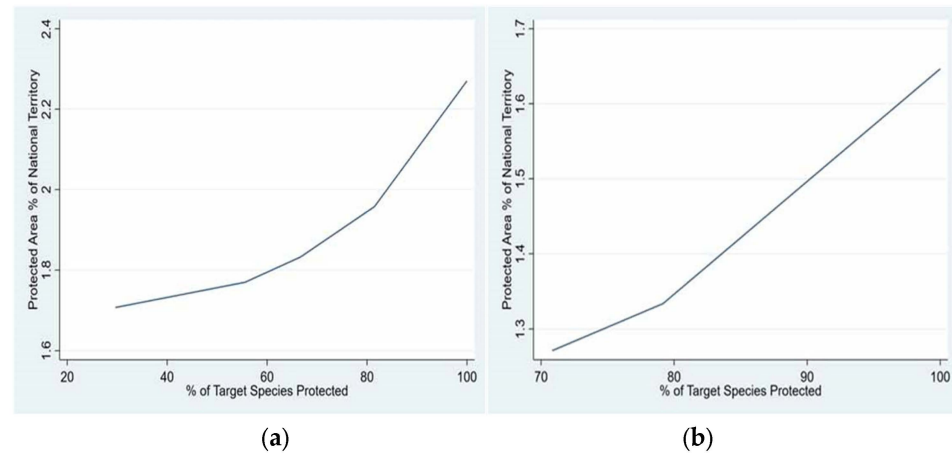 Protected Area % of National Territory
2.4
2.2
2
1.8
1.6
20 40 60 80 100
% of Target Species Protected
(a)
Protected Area % of National Territory
1.7
1.6
1.5
1.4
1.3
70 80 90 100
% of Target Species Protected
(b)